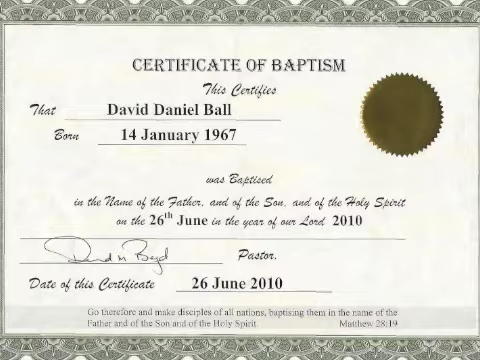 CERTIFICATE OF BAPTISM
This Certifies
That David Daniel Ball
Born 14 January 1967
was Baptised
in the Name of the Father, and of the Son, and of the Holy Spirit
on the 26th June in the year of our Lord 2010
Pastor.
Date of this Certificate 26 June 2010
Go therefore and make disciples of all nations, baptising them in the name of the
Father and of the Son and of the Holy Spirit. Matthew 28:19